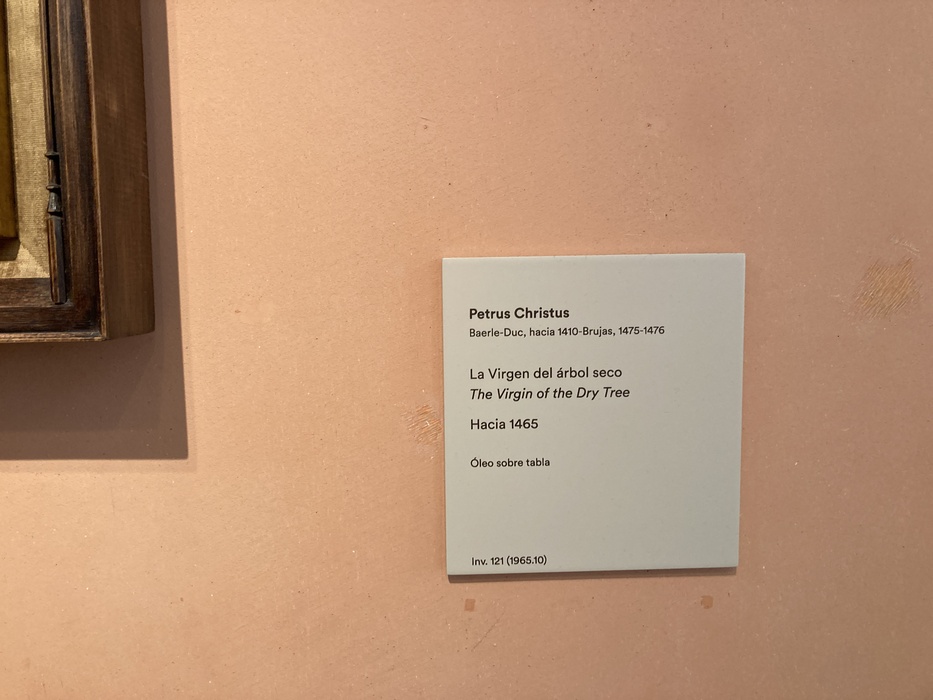 Petrus Christus
Baerle-Duc, hacia 1410-Brujas, 1475-1476
La Virgen del árbol seco
The Virgin of the Dry Tree
Hacia 1465
Óleo sobre tabla
Inv. 121 (1965.10)